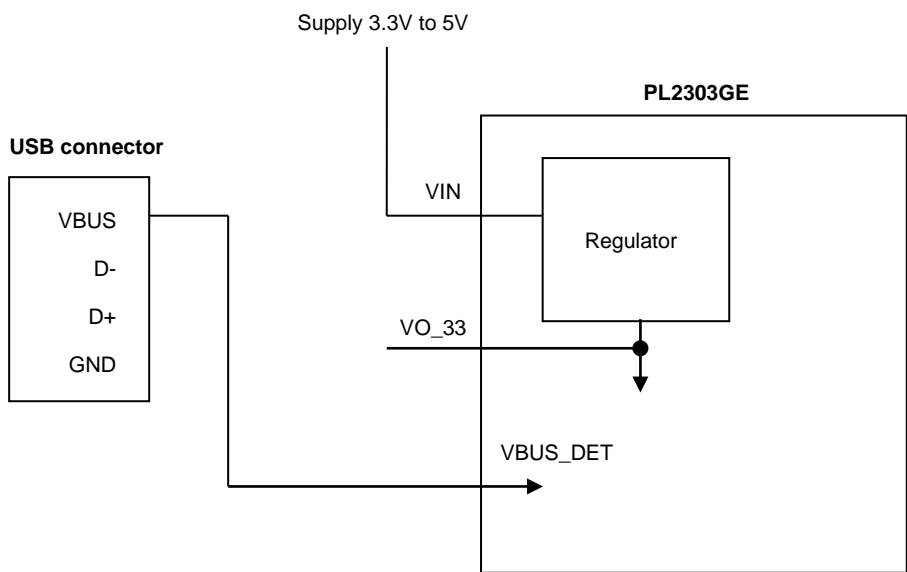 Supply 3.3V to 5V
PL2303GE
USB connector
VIN
VBUS
Regulator
D-
D+
VO_33
GND
VBUS_DET